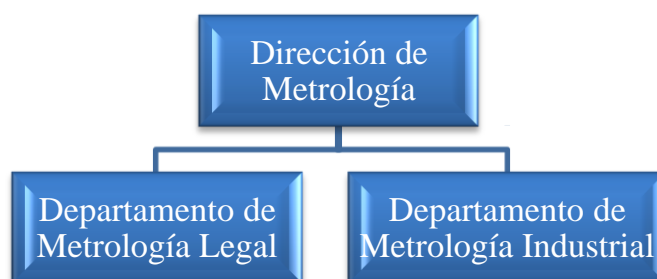 Dirección de
Metrología
Departamento de
Metrología Legal
Departamento de
Metrología Industrial